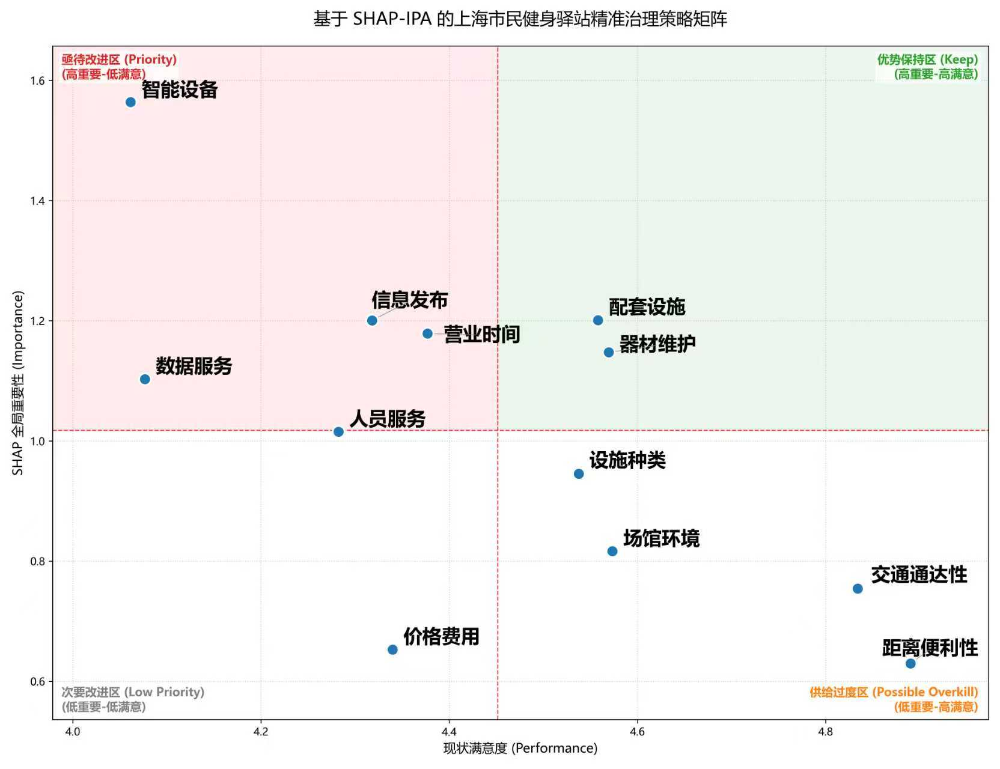 基于 SHAP-IPA 的上海市民健身驿站精准治理策略矩阵
亟待改进区 (Priority)
(高重要-低满意)
优势保持区 (Keep)
(高重要-高满意)
智能设备
信息发布
营业时间
配套设施
器材维护
数据服务
人员服务
设施种类
场馆环境
交通通达性
价格费用
距离便利性
次要改进区 (Low Priority)
(低重要-低满意)
供给过度区 (Possible Overkill)
(低重要-高满意)
SHAP 全局重要性 (Importance)
1.6
1.4
1.2
1.0
0.8
0.6
4.0
4.2
4.4
4.6
4.8
现状满意度 (Performance)